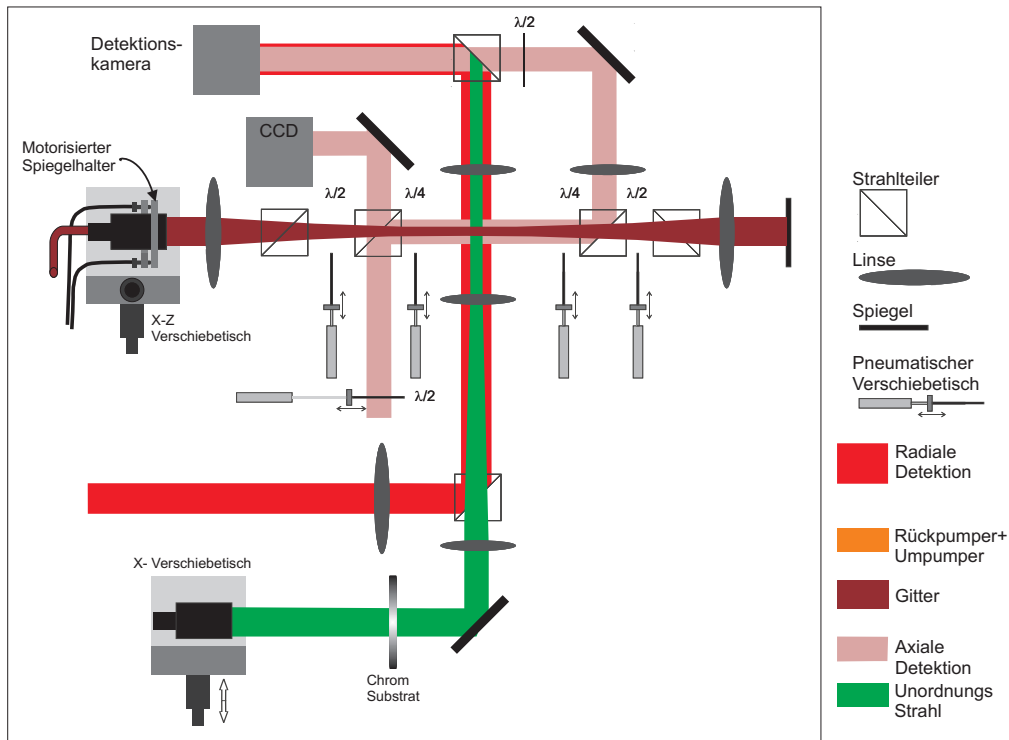 Detektions-
kamera
λ/2
CCD
Motorisierter
Spiegelhalter
λ/2
λ/4
λ/4
λ/2
X-Z
Verschiebetisch
λ/2
X- Verschiebetisch
Chrom
Substrat
Strahlteiler
Linse
Spiegel
Pneumatischer
Verschiebetisch
Radiale
Detektion
Rückpumper+
Umpumper
Gitter
Axiale
Detektion
Unordnungs
Strahl